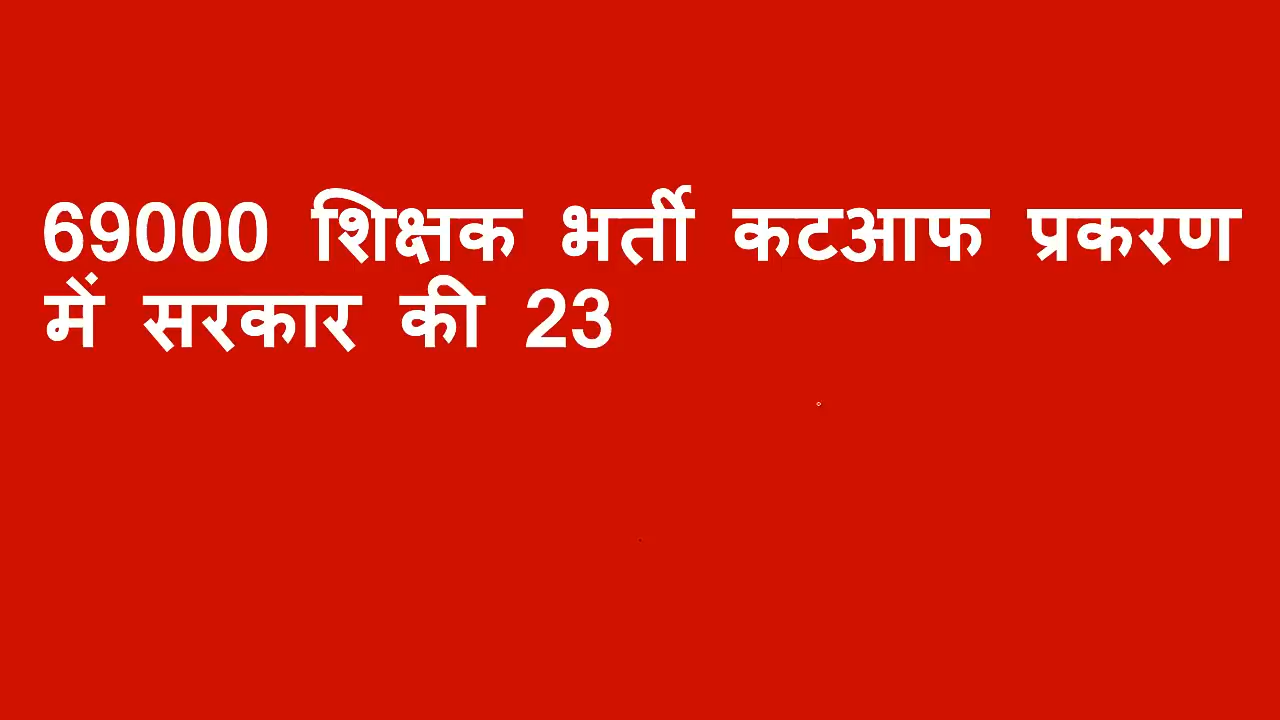 69000 शिक्षक भर्ती कटआफ प्रकरण
में सरकार की 23